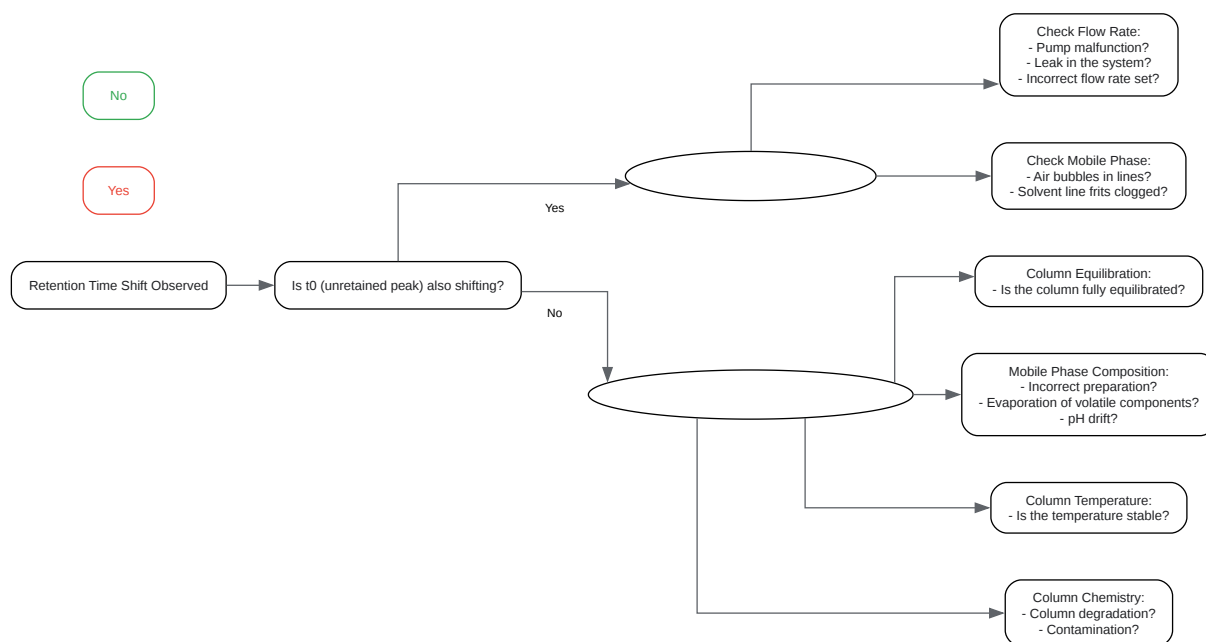 No
Yes
Retention Time Shift Observed
Is t0 (unretained peak) also shifting?
Yes
No
Check Flow Rate:
- Pump malfunction?
- Leak in the system?
- Incorrect flow rate set?
Check Mobile Phase:
- Air bubbles in lines?
- Solvent line frits clogged?
Column Equilibration:
- Is the column fully equilibrated?
Mobile Phase Composition:
- Incorrect preparation?
- Evaporation of volatile components?
- pH drift?
Column Temperature:
- Is the temperature stable?
Column Chemistry:
- Column degradation?
- Contamination?